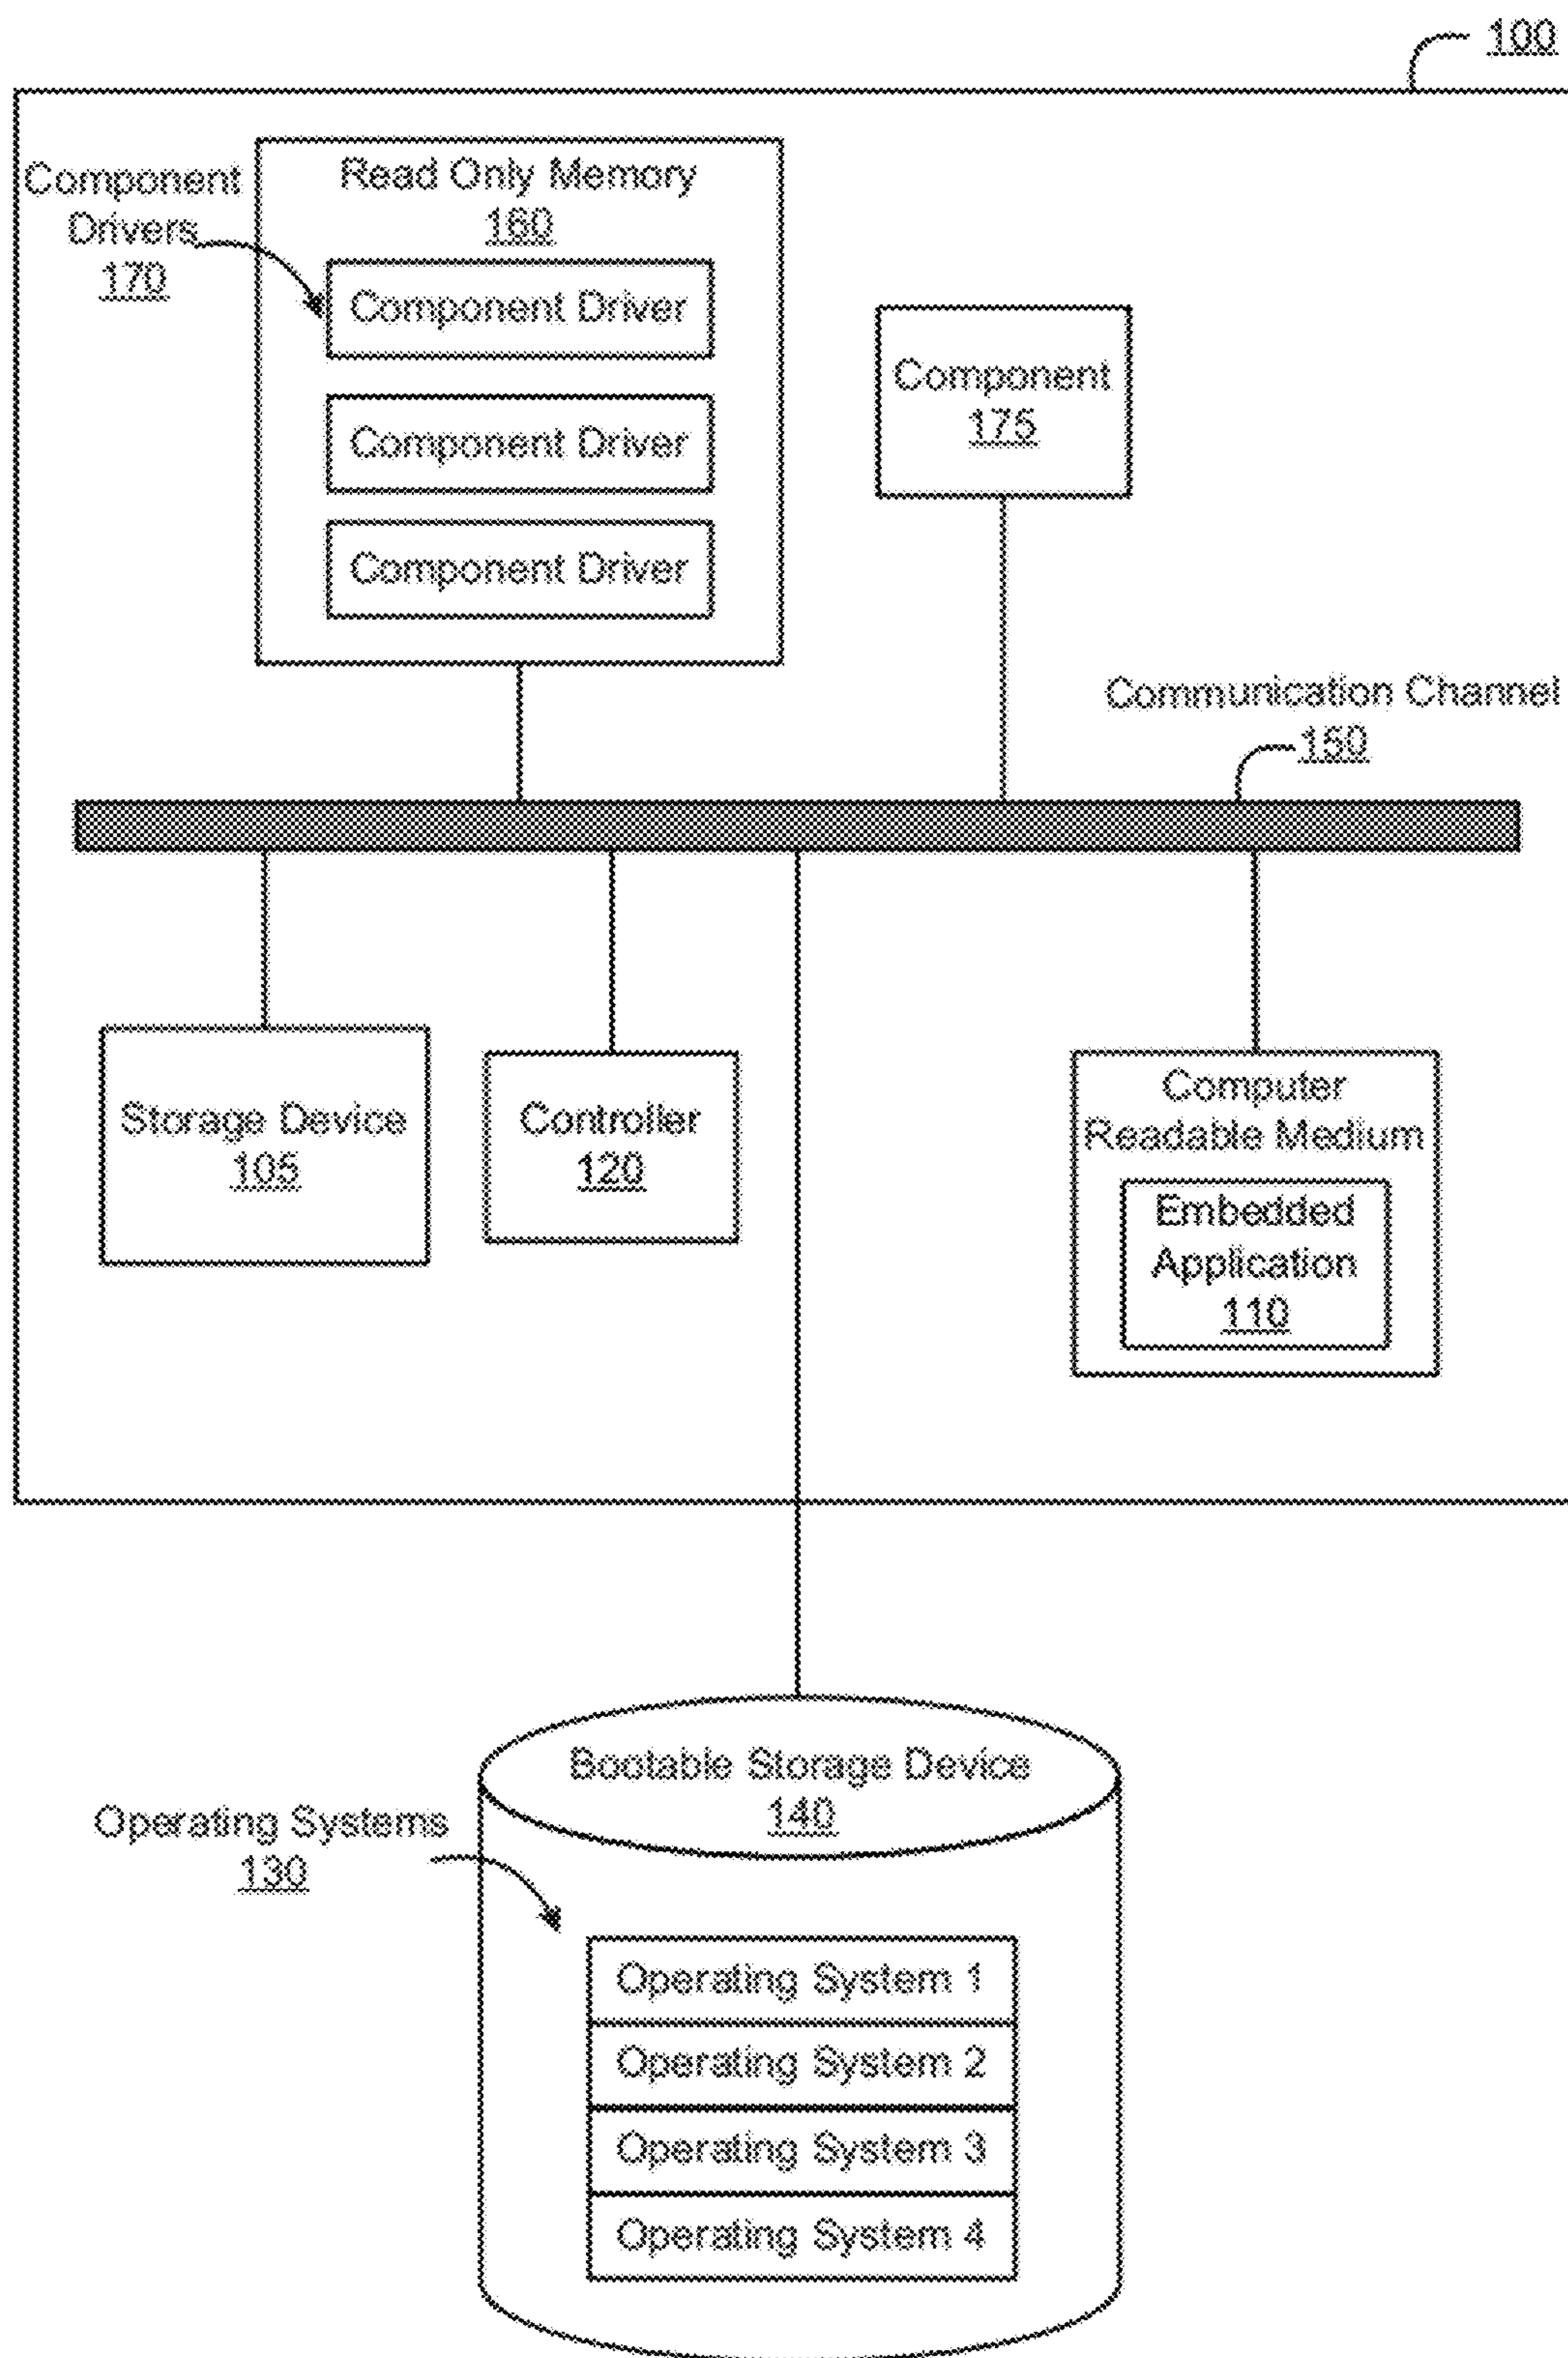 100
Component
Drivers
170
Read Only Memory
160
Component Driver
Component Driver
Component Driver
Component
175
Communication Channel
150
Storage Device
105
Controller
120
Computer
Readable Medium
Embedded
Application
110
Bootable Storage Device
140
Operating Systems
130
Operating System 1
Operating System 2
Operating System 3
Operating System 4